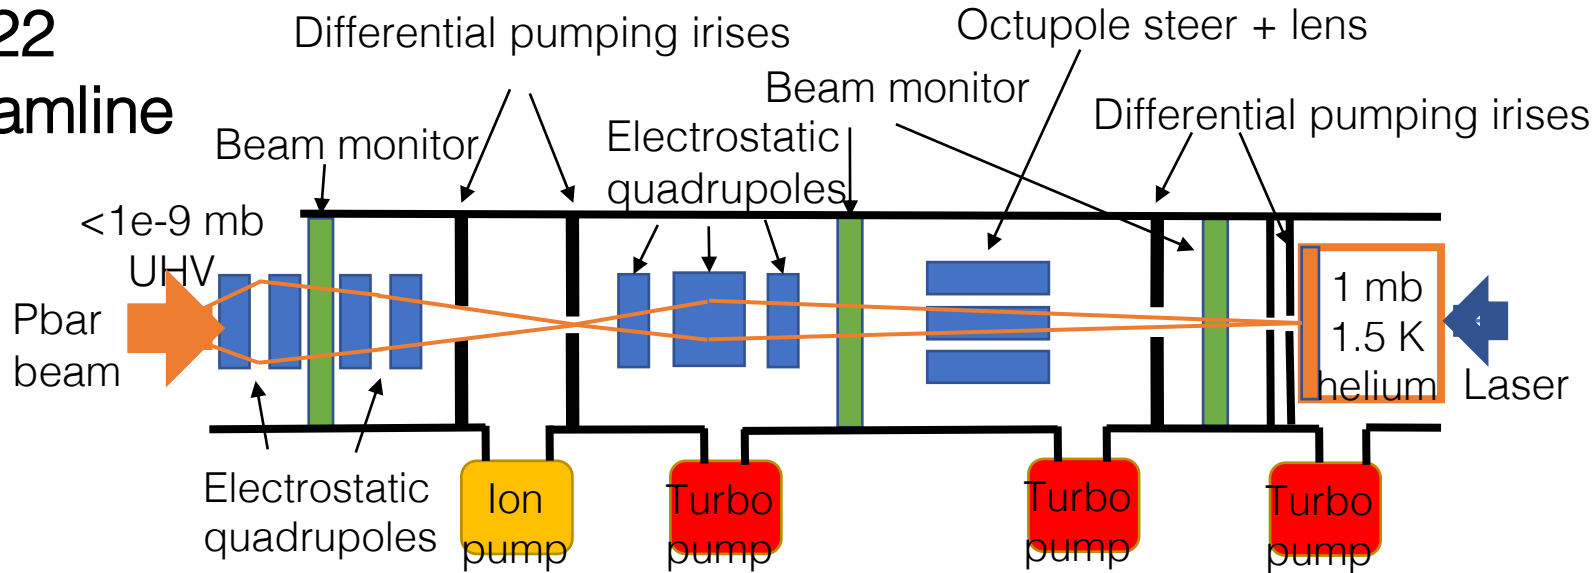 22
amline
Differential pumping irises
Octupole steer + lens
Beam monitor
Differential pumping irises
Beam monitor
Electrostatic
quadrupoles
<1e-9 mb
UHV
Pbar
beam
1 mb
1.5 K
helium
Laser
Electrostatic
quadrupoles
Ion
pump
Turbo
pump
Turbo
pump
Turbo
pump